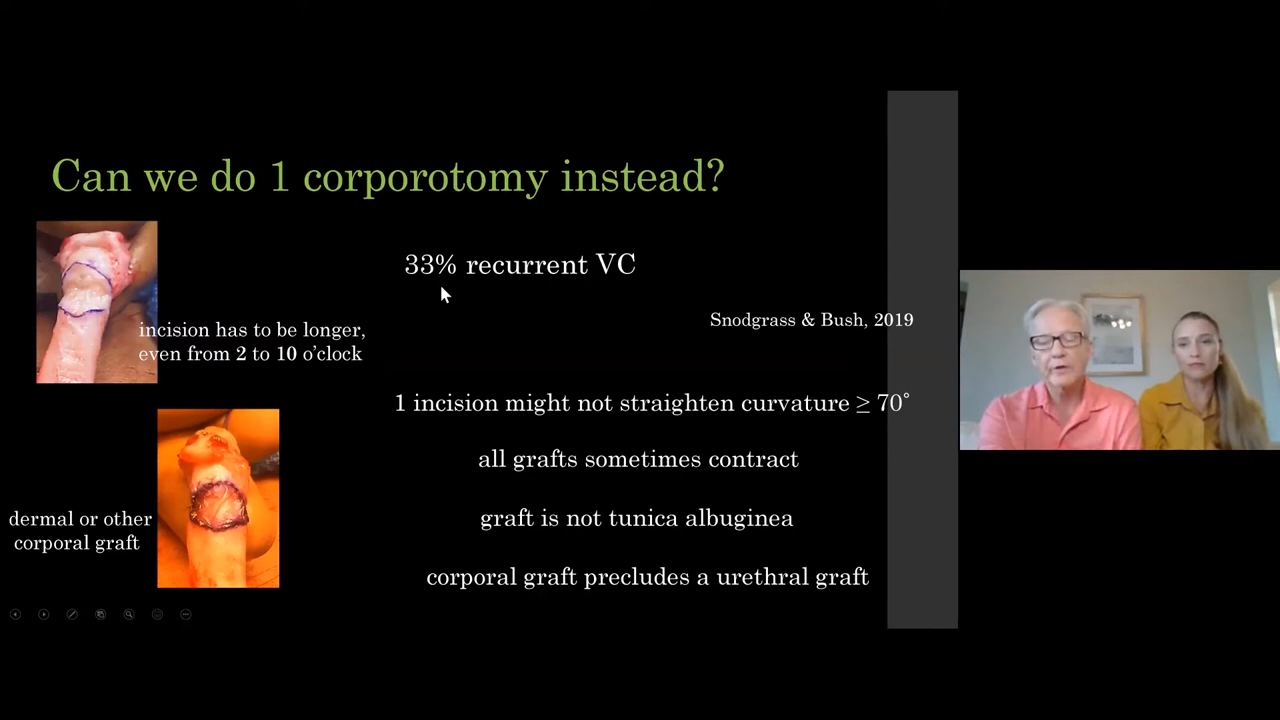 Can we do 1 corporotomy instead?
33% recurrent VC
Snodgrass & Bush, 2019
incision has to be longer,
even from 2 to 10 o’clock
1 incision might not straighten curvature ≥ 70˚
all grafts sometimes contract
graft is not tunica albuginea
dermal or other
corporal graft
corporal graft precludes a urethral graft